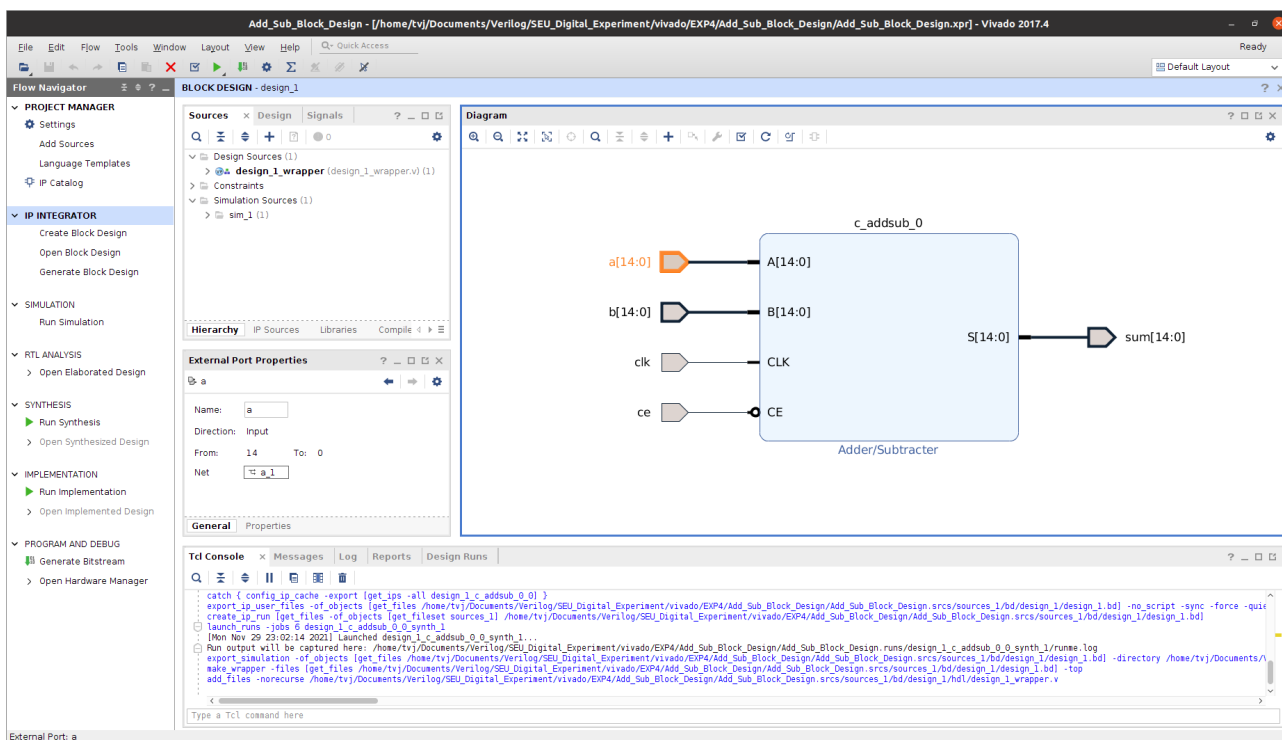 Add_Sub_Block_Design - [/home/tvj/Documents/Verilog/SEU_Digital_Experiment/vivado/EXP4/Add_Sub_Block_Design/Add_Sub_Block_Design.xpr] - Vivado 2017.4
File Edit Flow Tools Window Layout View Help Quick Access Ready
Default Layout
Flow Navigator
BLOCK DESIGN - design_1
PROJECT MANAGER
Settings
Add Sources
Language Templates
IP Catalog
IP INTEGRATOR
Create Block Design
Open Block Design
Generate Block Design
SIMULATION
Run Simulation
RTL ANALYSIS
Open Elaborated Design
SYNTHESIS
Run Synthesis
Open Synthesized Design
IMPLEMENTATION
Run Implementation
Open Implemented Design
PROGRAM AND DEBUG
Generate Bitstream
Open Hardware Manager
Sources Design Signals
0
Design Sources (1)
design_1_wrapper (design_1_wrapper.v) (1)
Constraints
Simulation Sources (1)
sim_1 (1)
Hierarchy IP Sources Libraries Compile
External Port Properties
a
Name: a
Direction: Input
From: 14 To: 0
Net a_1
General Properties
Diagram
c_addsub_0
a[14:0] A[14:0]
b[14:0] B[14:0]
S[14:0] sum[14:0]
clk CLK
ce CE
Adder/Subtracter
Tcl Console Messages Log Reports Design Runs
catch { config_ip_cache -export [get_ips -all design_1_c_addsub_0_0] }
export_ip_user_files -of_objects [get_files /home/tvj/Documents/Verilog/SEU_Digital_Experiment/vivado/EXP4/Add_Sub_Block_Design/Add_Sub_Block_Design.srcs/sources_1/bd/design_1/design_1.bd] -no_script -sync -force -quie
create_ip_run [get_files -of_objects [get_fileset sources_1] /home/tvj/Documents/Verilog/SEU_Digital_Experiment/vivado/EXP4/Add_Sub_Block_Design/Add_Sub_Block_Design.srcs/sources_1/bd/design_1/design_1.bd]
launch_runs -jobs 6 design_1_c_addsub_0_0_synth_1
[Mon Nov 29 23:02:14 2021] Launched design_1_c_addsub_0_0_synth_1...
Run output will be captured here: /home/tvj/Documents/Verilog/SEU_Digital_Experiment/vivado/EXP4/Add_Sub_Block_Design/Add_Sub_Block_Design.runs/design_1_c_addsub_0_0_synth_1/runme.log
export_simulation -of_objects [get_files /home/tvj/Documents/Verilog/SEU_Digital_Experiment/vivado/EXP4/Add_Sub_Block_Design/Add_Sub_Block_Design.srcs/sources_1/bd/design_1/design_1.bd] -directory /home/tvj/Documents/V
make_wrapper -files [get_files /home/tvj/Documents/Verilog/SEU_Digital_Experiment/vivado/EXP4/Add_Sub_Block_Design/Add_Sub_Block_Design.srcs/sources_1/bd/design_1/design_1.bd] -top
add_files -norecurse /home/tvj/Documents/Verilog/SEU_Digital_Experiment/vivado/EXP4/Add_Sub_Block_Design/Add_Sub_Block_Design.srcs/sources_1/bd/design_1/hdl/design_1_wrapper.v
Type a Tcl command here
External Port: a